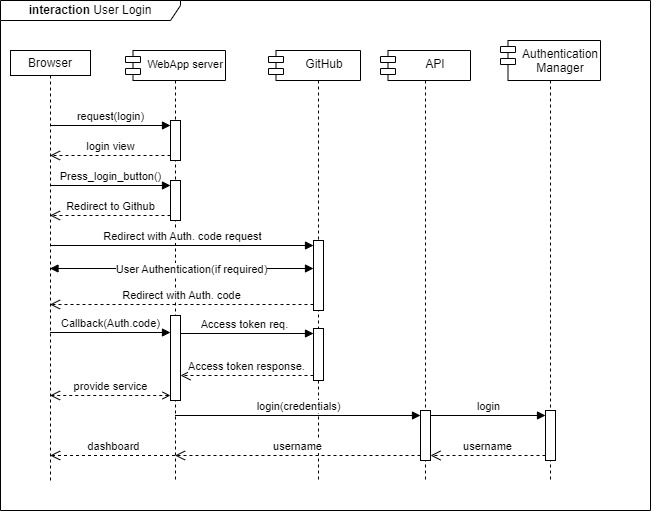 interaction User Login
Browser
WebApp server
GitHub
API
Authentication
Manager
request(login)
login view
Press_login_button()
Redirect to Github
Redirect with Auth. code request
User Authentication(if required)
Redirect with Auth. code
Callback(Auth.code)
Access token req.
Access token response.
provide service
login(credentials)
login
dashboard
username
username